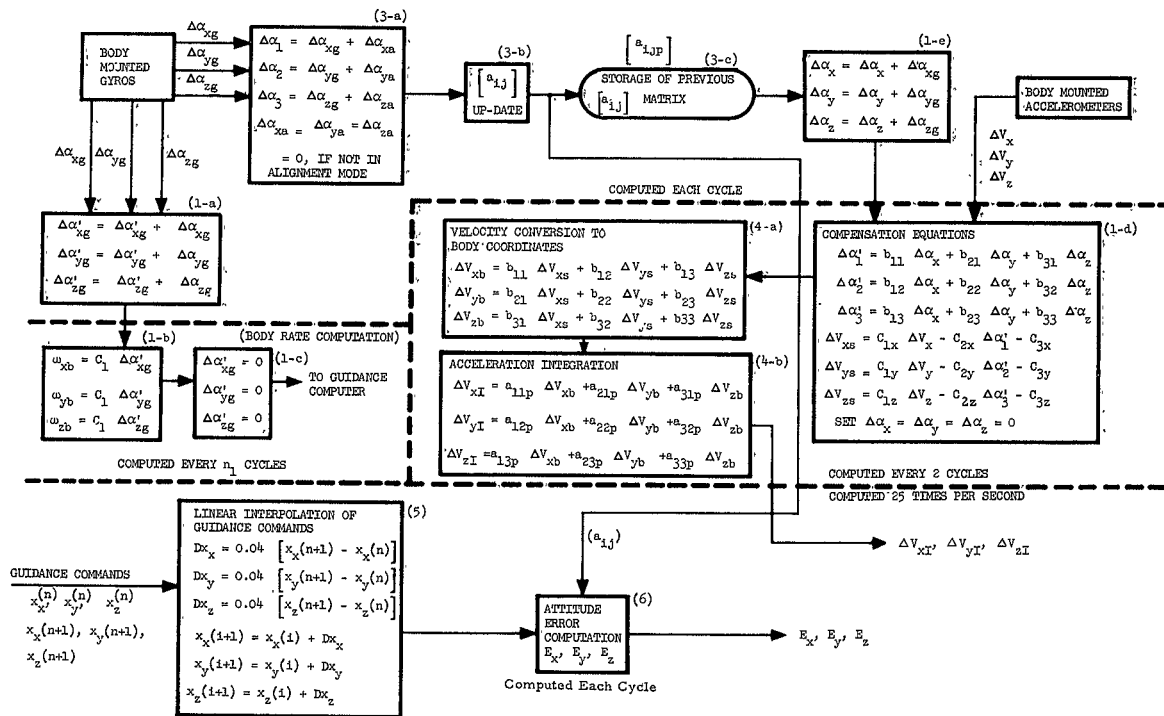 BODY
MOUNTED
GYROS
Δα_xg
Δα_yg
Δα_zg
Δα_xg
Δα_yg
Δα_zg
(3-a)
Δα_1 = Δα_xg + Δα_xa
Δα_2 = Δα_yg + Δα_ya
Δα_3 = Δα_zg + Δα_za
Δα_xa = Δα_ya = Δα_za
= 0, IF NOT IN
ALIGNMENT MODE
(3-b)
[a_ij]
UP-DATE
[a_ijP]
(3-c)
STORAGE OF PREVIOUS
[a_ij] MATRIX
(1-e)
Δα_x = Δα_x + Δα_xg
Δα_y = Δα_y + Δα_yg
Δα_z = Δα_z + Δα_zg
BODY MOUNTED
ACCELEROMETERS
ΔV_x
ΔV_y
ΔV_z
COMPUTED EACH CYCLE
(1-a)
Δα'_xg = Δα'_xg + Δα_xg
Δα'_yg = Δα'_yg + Δα_yg
Δα'_zg = Δα'_zg + Δα_zg
(BODY RATE COMPUTATION)
(1-b)
ω_xb = C_1 Δα'_xg
ω_yb = C_1 Δα'_yg
ω_zb = C_1 Δα'_zg
(1-c)
Δα'_xg = 0
Δα'_yg = 0
Δα'_zg = 0
TO GUIDANCE
COMPUTER
COMPUTED EVERY n_1 CYCLES
(4-a)
VELOCITY CONVERSION TO
BODY COORDINATES
ΔV_xb = b_11 ΔV_xs + b_12 ΔV_ys + b_13 ΔV_zb
ΔV_yb = b_21 ΔV_xs + b_22 ΔV_ys + b_23 ΔV_zs
ΔV_zb = b_31 ΔV_xs + b_32 ΔV_ys + b33 ΔV_zs
(4-b)
ACCELERATION INTEGRATION
ΔV_xI = a_11p ΔV_xb +a_21p ΔV_yb +a_31p ΔV_zb
ΔV_yI = a_12p ΔV_xb +a_22p ΔV_yb +a_32p ΔV_zb
ΔV_zI =a_13p ΔV_xb +a_23p ΔV_yb +a_33p ΔV_zb
(1-d)
COMPENSATION EQUATIONS
Δα'_1 = b_11 Δα_x + b_21 Δα_y + b_31 Δα_z
Δα'_2 = b_12 Δα_x + b_22 Δα_y + b_32 Δα_z
Δα'_3 = b_13 Δα_x + b_23 Δα_y + b_33 Δα_z
ΔV_xs = C_1x ΔV_x - C_2x Δα'_1 - C_3x
ΔV_ys = C_1y ΔV_y - C_2y Δα'_2 - C_3y
ΔV_zs = C_1z ΔV_z - C_2z Δα'_3 - C_3z
SET Δα_x = Δα_y = Δα_z = 0
COMPUTED EVERY 2 CYCLES
COMPUTED 25 TIMES PER SECOND
GUIDANCE COMMANDS
x_x(n), x_y(n), x_z(n)
x_x(n+1), x_y(n+1),
x_z(n+1)
(5)
LINEAR INTERPOLATION OF
GUIDANCE COMMANDS
Dx_x = 0.04 [x_x(n+1) - x_x(n)]
Dx_y = 0.04 [x_y(n+1) - x_y(n)]
Dx_z = 0.04 [x_z(n+1) - x_z(n)]
x_x(i+1) = x_x(i) + Dx_x
x_y(i+1) = x_y(i) + Dx_y
x_z(i+1) = x_z(i) + Dx_z
(a_ij)
(6)
ATTITUDE
ERROR
COMPUTATION
E_x, E_y, E_z
Computed Each Cycle
ΔV_xI, ΔV_yI, ΔV_zI
E_x, E_y, E_z